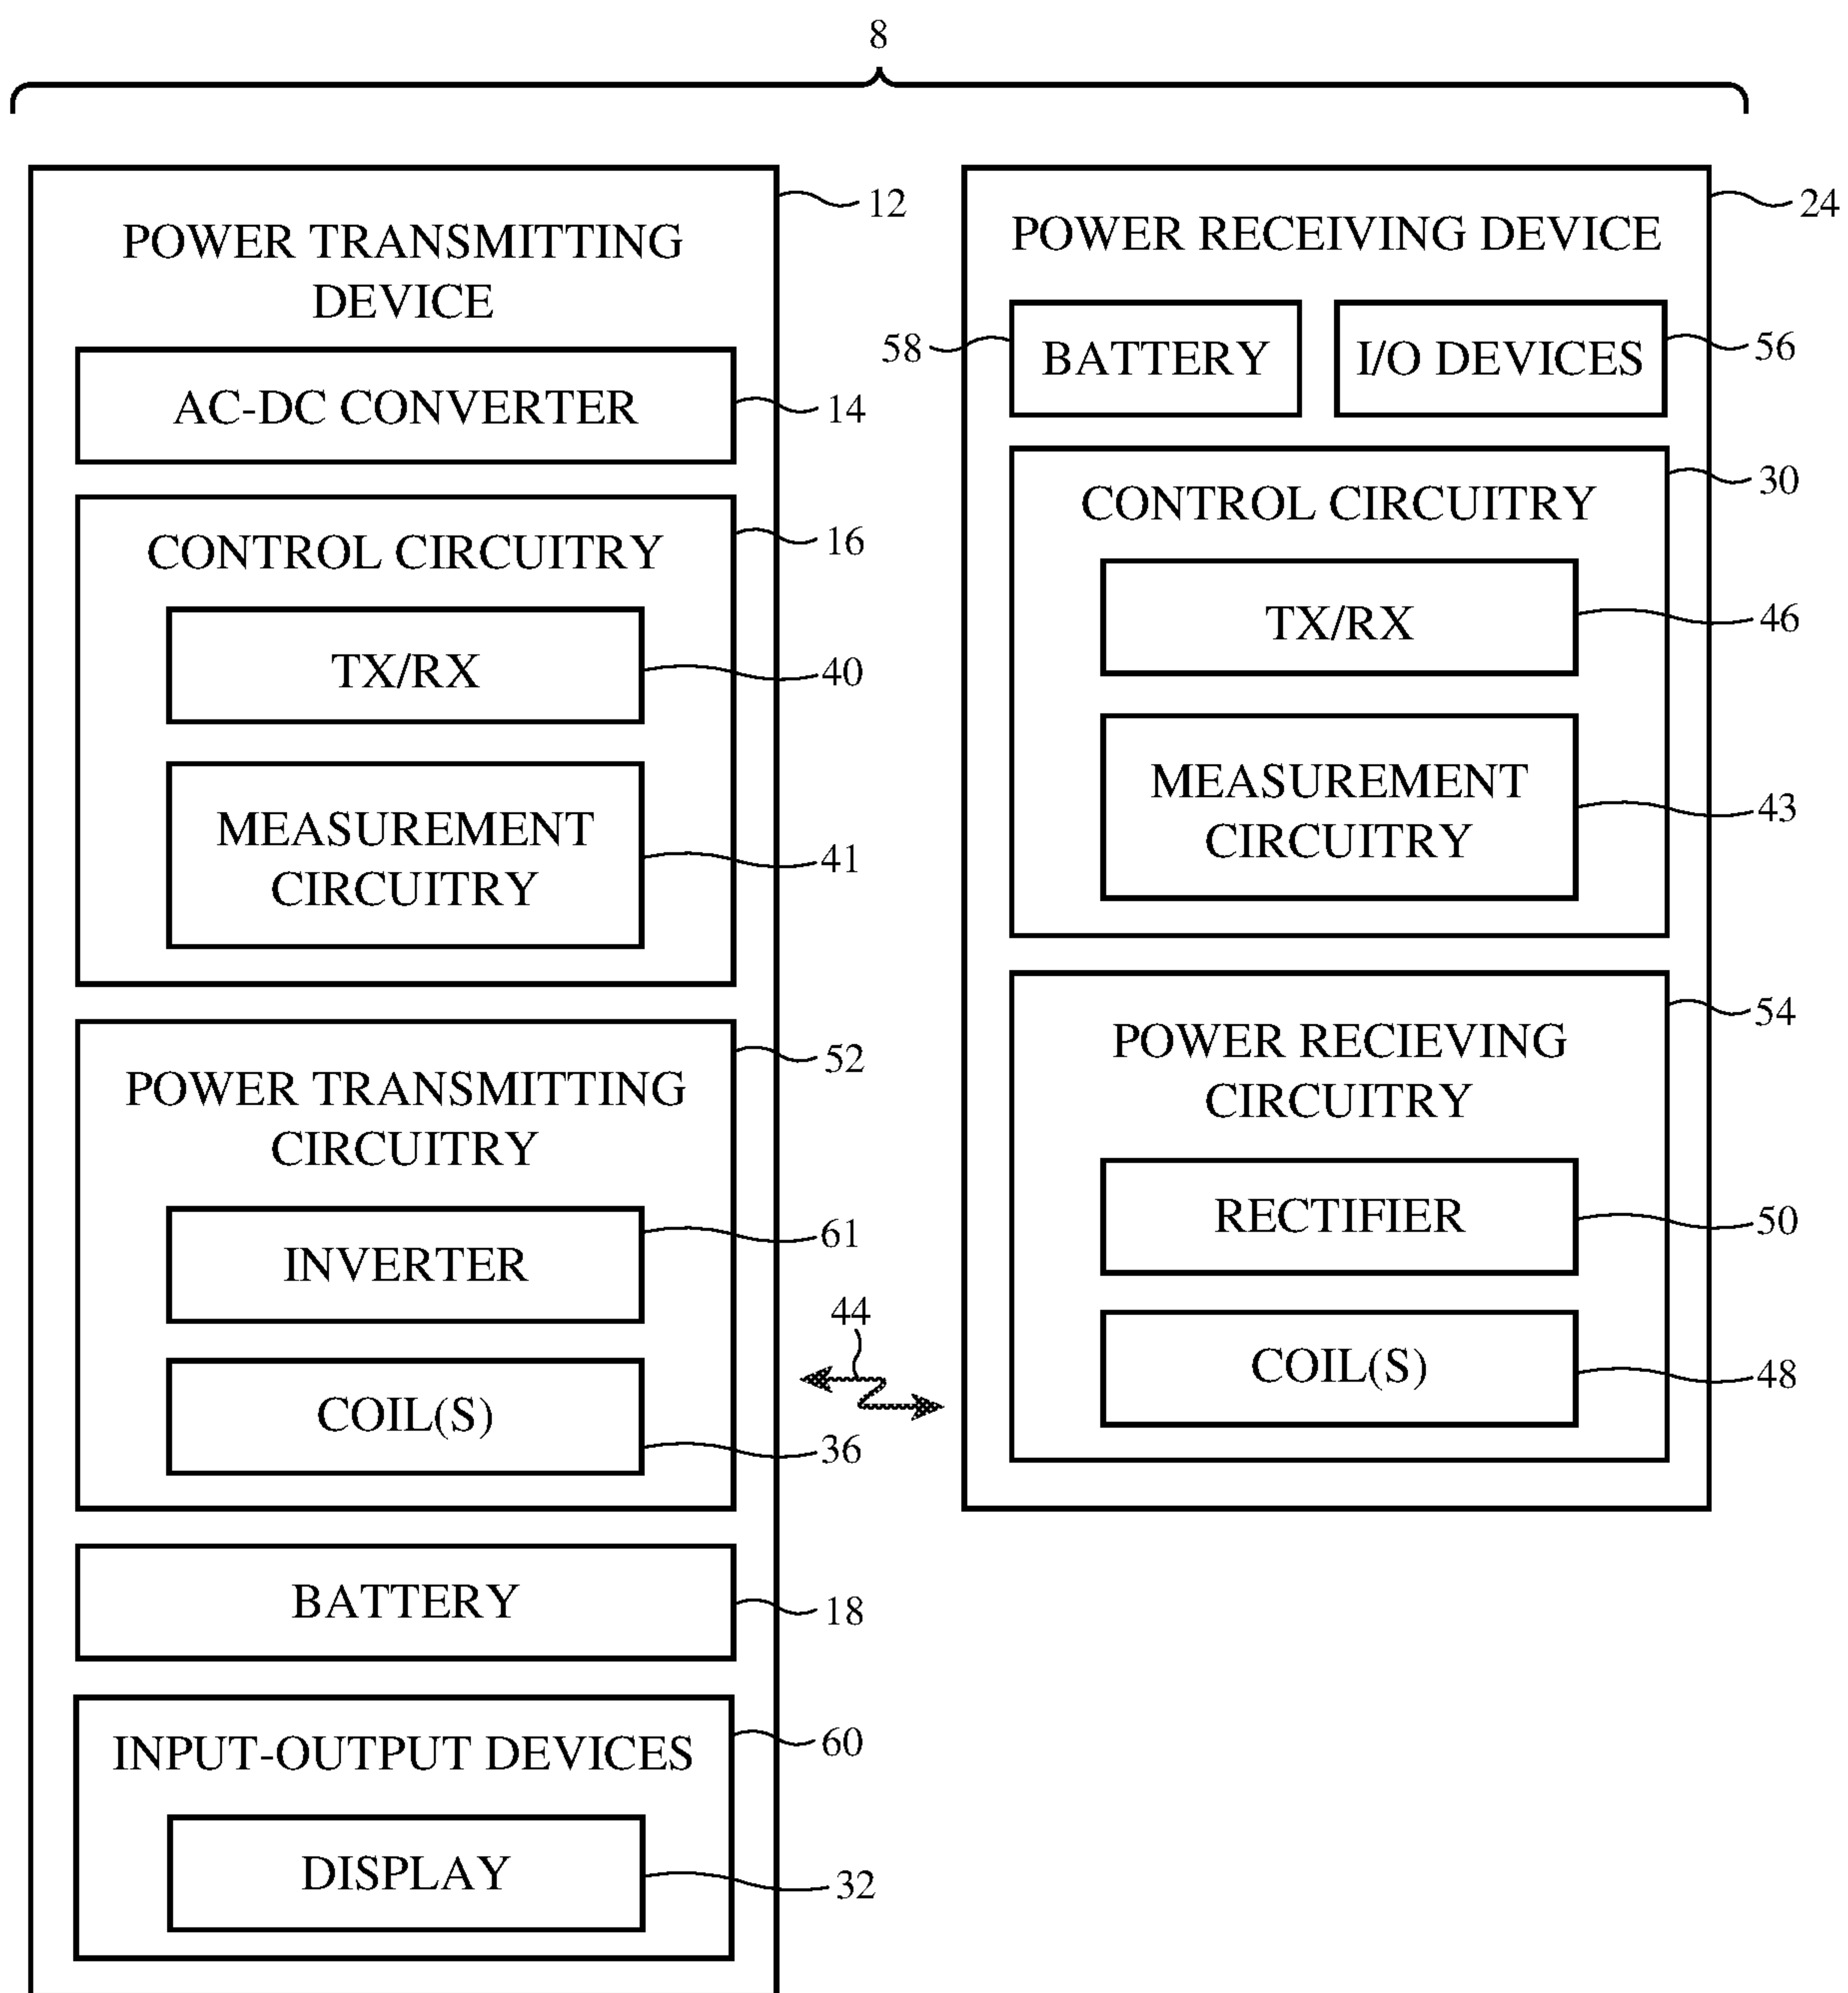 8
12
POWER TRANSMITTING
DEVICE
AC-DC CONVERTER
14
CONTROL CIRCUITRY
16
TX/RX
40
MEASUREMENT
CIRCUITRY
41
POWER TRANSMITTING
CIRCUITRY
52
INVERTER
61
COIL(S)
36
44
BATTERY
18
INPUT-OUTPUT DEVICES
60
DISPLAY
32
24
POWER RECEIVING DEVICE
58
BATTERY
I/O DEVICES
56
CONTROL CIRCUITRY
30
TX/RX
46
MEASUREMENT
CIRCUITRY
43
POWER RECIEVING
CIRCUITRY
54
RECTIFIER
50
COIL(S)
48